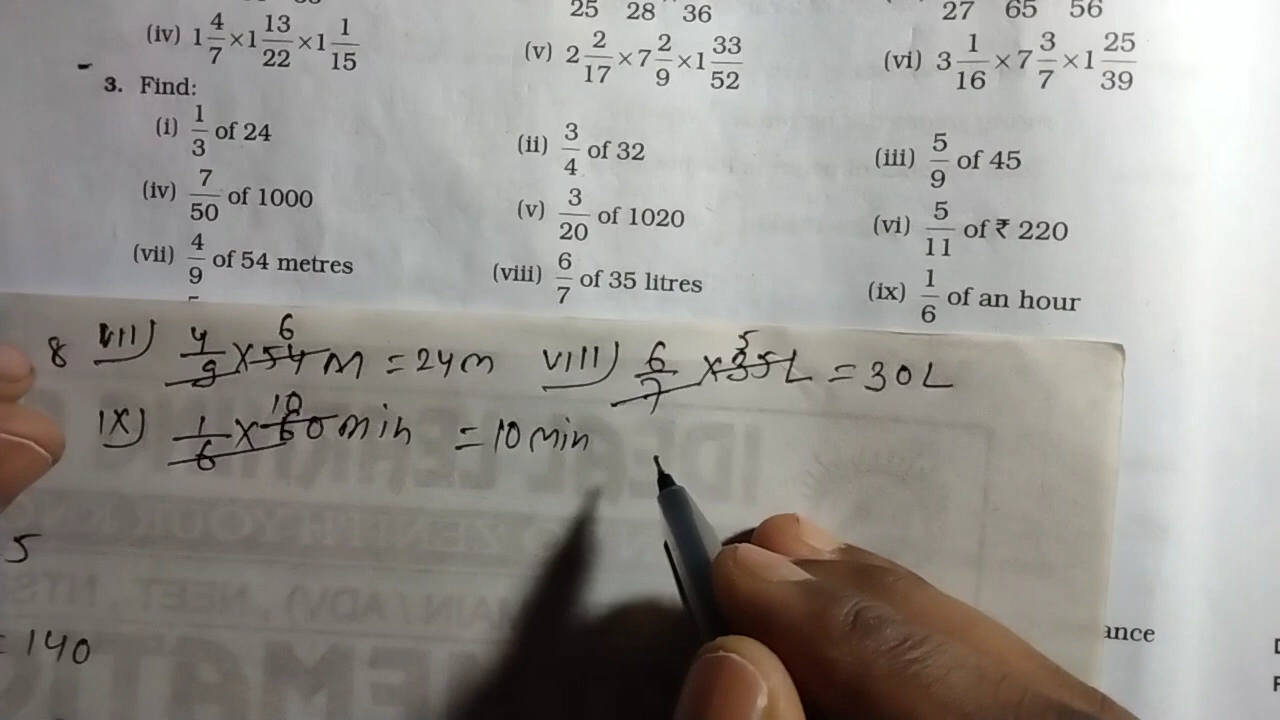 25 28 36
27 65 56
(iv) 1 4/7 ×1 13/22 ×1 1/15
(v) 2 2/17 ×7 2/9 ×1 33/52
(vi) 3 1/16 ×7 3/7 ×1 25/39
3. Find:
(i) 1/3 of 24
(ii) 3/4 of 32
(iii) 5/9 of 45
(iv) 7/50 of 1000
(v) 3/20 of 1020
(vi) 5/11 of ₹ 220
(vii) 4/9 of 54 metres
(viii) 6/7 of 35 litres
(ix) 1/6 of an hour
8
VII) 4/9 × 54 6 M = 24m
VIII) 6/7 × 35 5 L = 30L
IX) 1/6 × 60 10 min = 10 min
5
= 140
ance